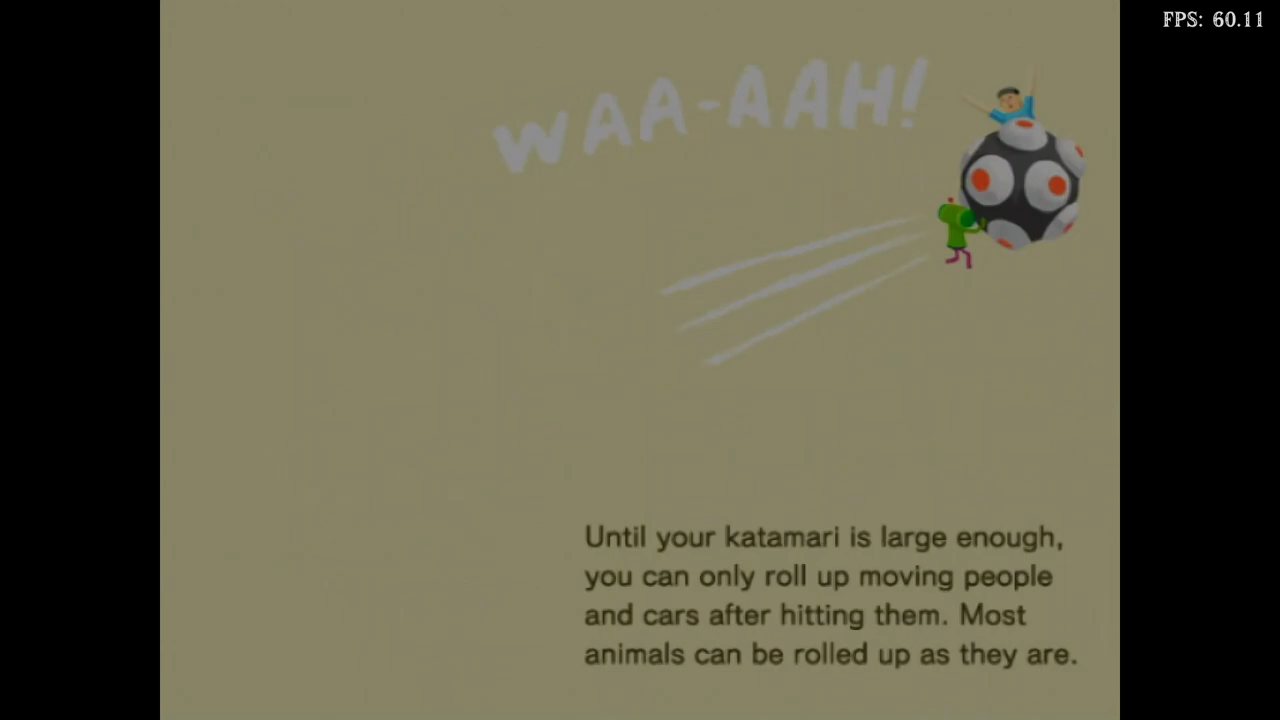 FPS: 60.11
WAA-AAH!
Until your katamari is large enough,
you can only roll up moving people
and cars after hitting them. Most
animals can be rolled up as they are.